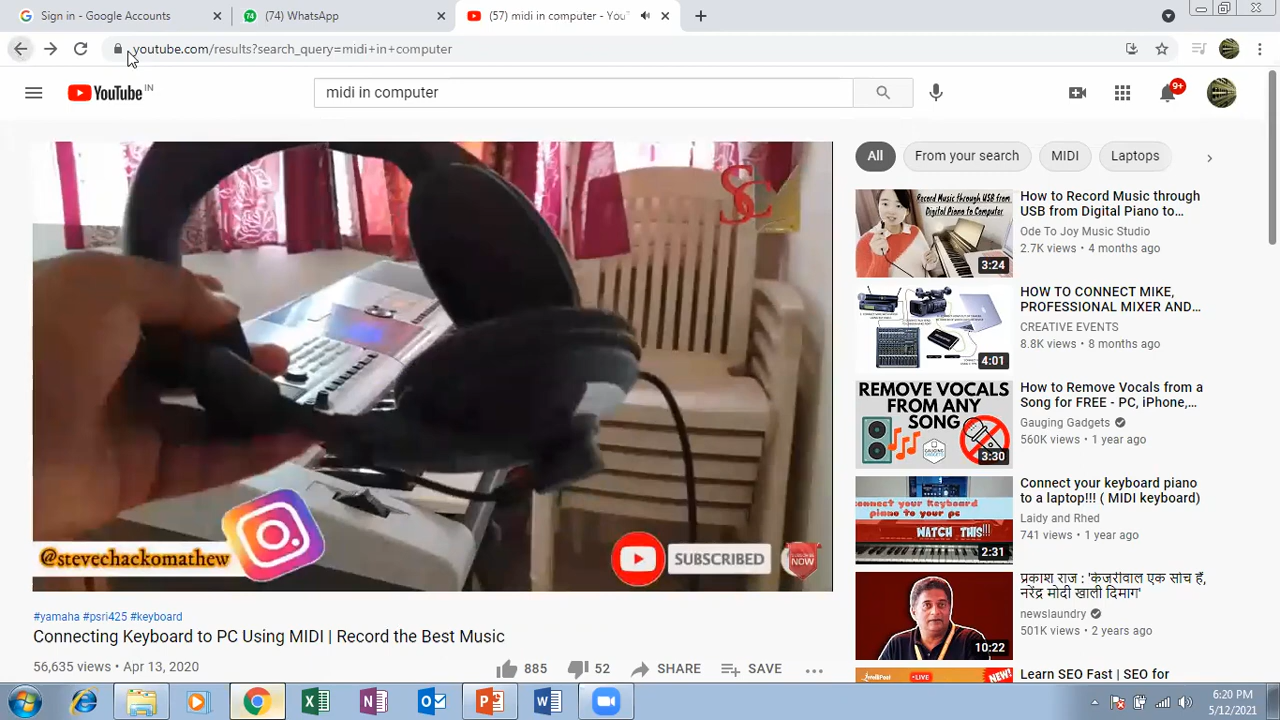 Sign in - Google Accounts
(74) WhatsApp
(57) midi in computer - You
youtube.com/results?search_query=midi+in+computer
YouTube IN
midi in computer
9+
SC
@stevechackomathe
SUBSCRIBED
#yamaha #psri425 #keyboard
Connecting Keyboard to PC Using MIDI | Record the Best Music
56,635 views • Apr 13, 2020
885
52
SHARE
SAVE
All
From your search
MIDI
Laptops
Record Music through USB from
Digital Piano to Computer
3:24
How to Record Music through
USB from Digital Piano to…
Ode To Joy Music Studio
2.7K views • 4 months ago
4:01
HOW TO CONNECT MIKE,
PROFESSIONAL MIXER AND…
CREATIVE EVENTS
8.8K views • 8 months ago
REMOVE VOCALS
FROM ANY
SONG
GAUGING GADGETS
3:30
How to Remove Vocals from a
Song for FREE - PC, iPhone,…
Gauging Gadgets
560K views • 1 year ago
connect your keyboard
piano to your pc
WATCH THIS!!!
2:31
Connect your keyboard piano
to a laptop!!! ( MIDI keyboard)
Laidy and Rhed
741 views • 1 year ago
10:22
प्रकाश राज : 'केजरीवाल एक सोच हैं,
नरेंद्र मोदी खाली दिमाग'
newslaundry
501K views • 2 years ago
Intellipaat
LIVE
NEW!
Learn SEO Fast | SEO for
6:20 PM
5/12/2021